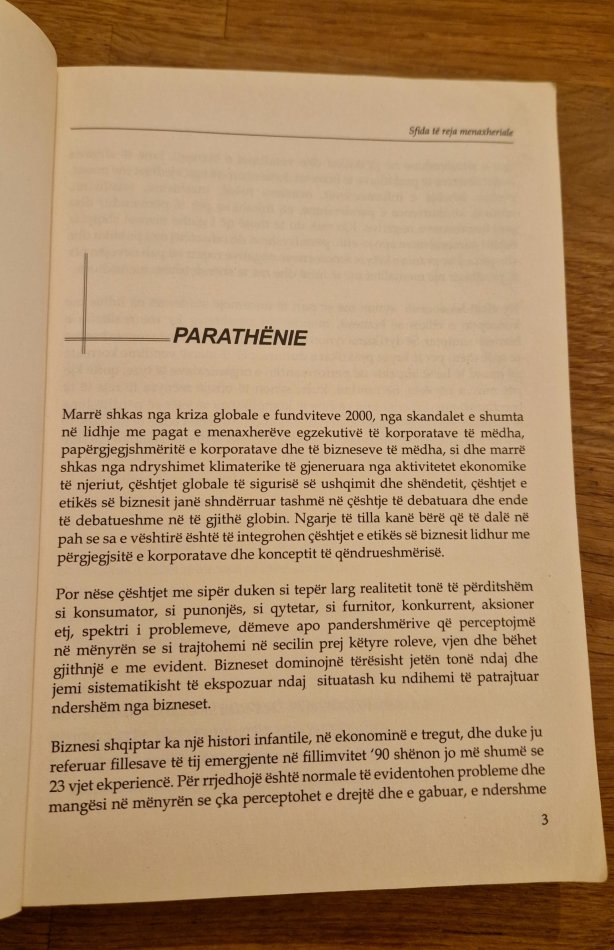 Sfida të reja menaxheriale
PARATHËNIE
Marrë shkas nga kriza globale e fundviteve 2000, nga skandalet e shumta
në lidhje me pagat e menaxherëve egzekutivë të korporatave të mëdha,
papërgjegjshmëritë e korporatave dhe të bizneseve të mëdha, si dhe marrë
shkas nga ndryshimet klimaterike të gjeneruara nga aktivitetet ekonomike
të njeriut, çështjet globale të sigurisë së ushqimit dhe shëndetit, çështjet e
etikës së biznesit janë shndërruar tashmë në çështje të debatuara dhe ende
të debatueshme në të gjithë globin. Ngarje të tilla kanë bërë që të dalë në
pah se sa e vështirë është të integrohen çështjet e etikës së biznesit lidhur me
përgjegjsitë e korporatave dhe konceptit të qëndrueshmërisë.
Por nëse çështjet me sipër duken si tepër larg realitetit tonë të përditshëm
si konsumator, si punonjës, si qytetar, si furnitor, konkurrent, aksioner
etj, spektri i problemeve, dëmeve apo pandershmërive që perceptojmë
në mënyrën se si trajtohemi në secilin prej këtyre roleve, vjen dhe bëhet
gjithnjë e me evident. Bizneset dominojnë tërësisht jetën tonë ndaj dhe
jemi sistematikisht të ekspozuar ndaj situatash ku ndihemi të patrajtuar
ndershëm nga bizneset.
Biznesi shqiptar ka një histori infantile, në ekonominë e tregut, dhe duke ju
referuar fillesave të tij emergjente në fillimvitet ‘90 shënon jo më shumë se
23 vjet ekperiencë. Për rrjedhojë është normale të evidentohen probleme dhe
mangësi në mënyrën se çka perceptohet e drejtë dhe e gabuar, e ndershme
3